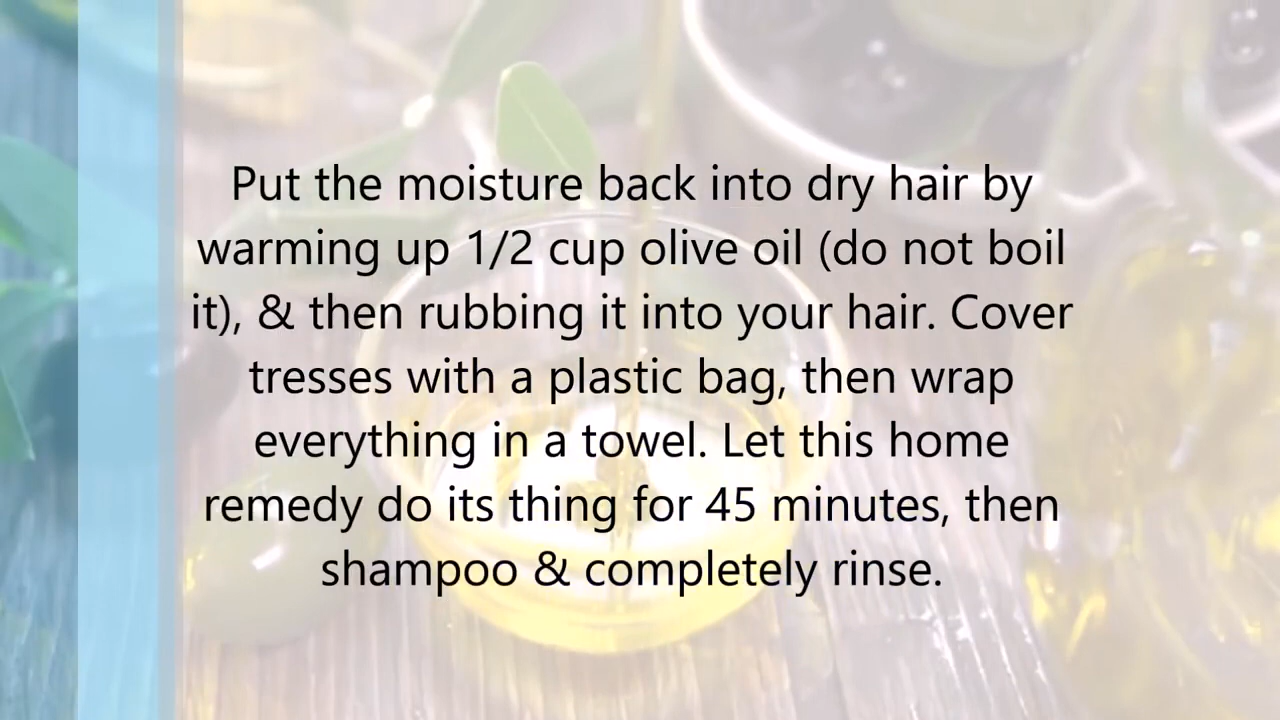 Put the moisture back into dry hair by
warming up 1/2 cup olive oil (do not boil
it), & then rubbing it into your hair. Cover
tresses with a plastic bag, then wrap
everything in a towel. Let this home
remedy do its thing for 45 minutes, then
shampoo & completely rinse.